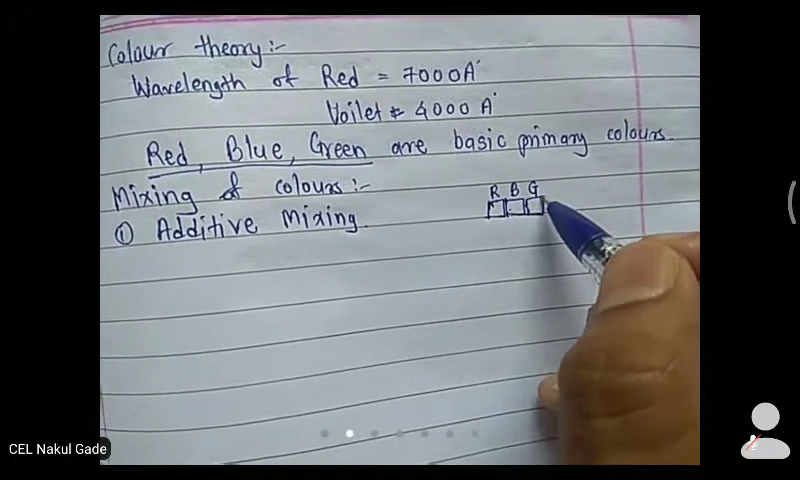 Colour theory:-
Wavelength of Red = 7000A°
Voilet = 4000 A°
Red, Blue, Green are basic primary colours.
Mixing of colours:-
R B G
① Additive Mixing.
CEL Nakul Gade